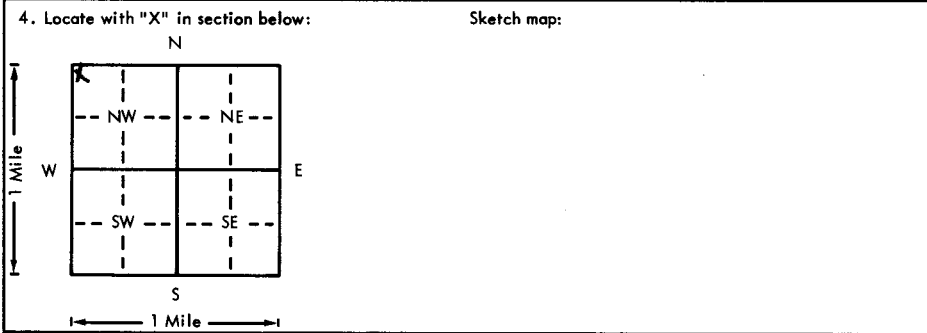 4. Locate with "X" in section below: Sketch map:
N
X
NW NE
1 Mile W E
SW SE
S
1 Mile